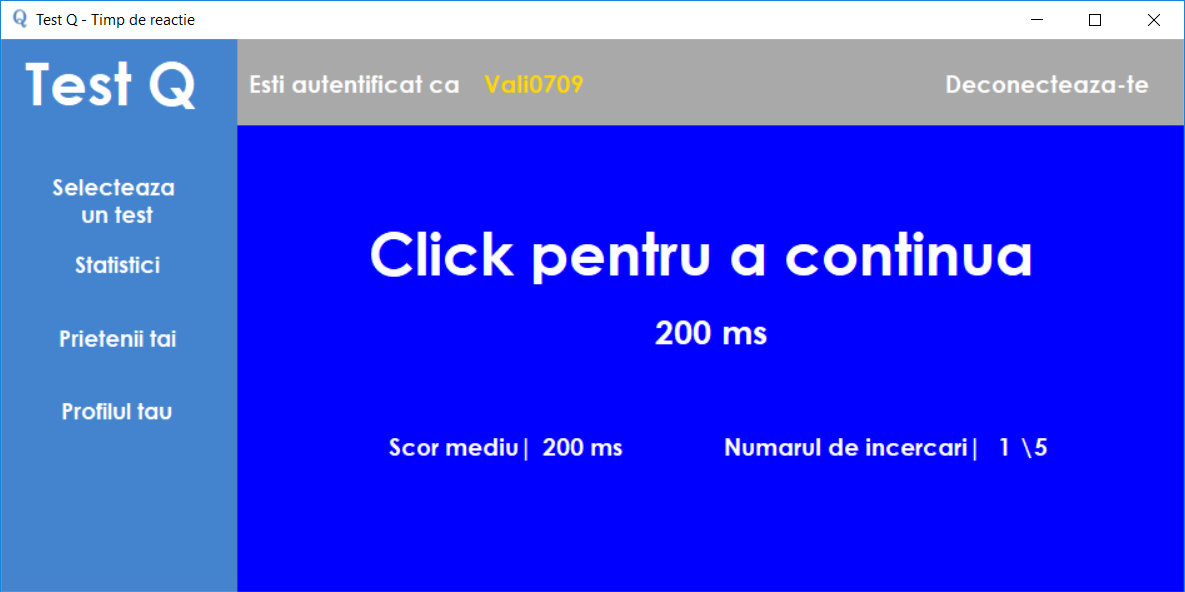 Test Q - Timp de reactie
Test Q
Esti autentificat ca Vali0709
Deconecteaza-te
Selecteaza
un test
Statistici
Prietenii tai
Profilul tau
Click pentru a continua
200 ms
Scor mediu| 200 ms
Numarul de incercari| 1 \5